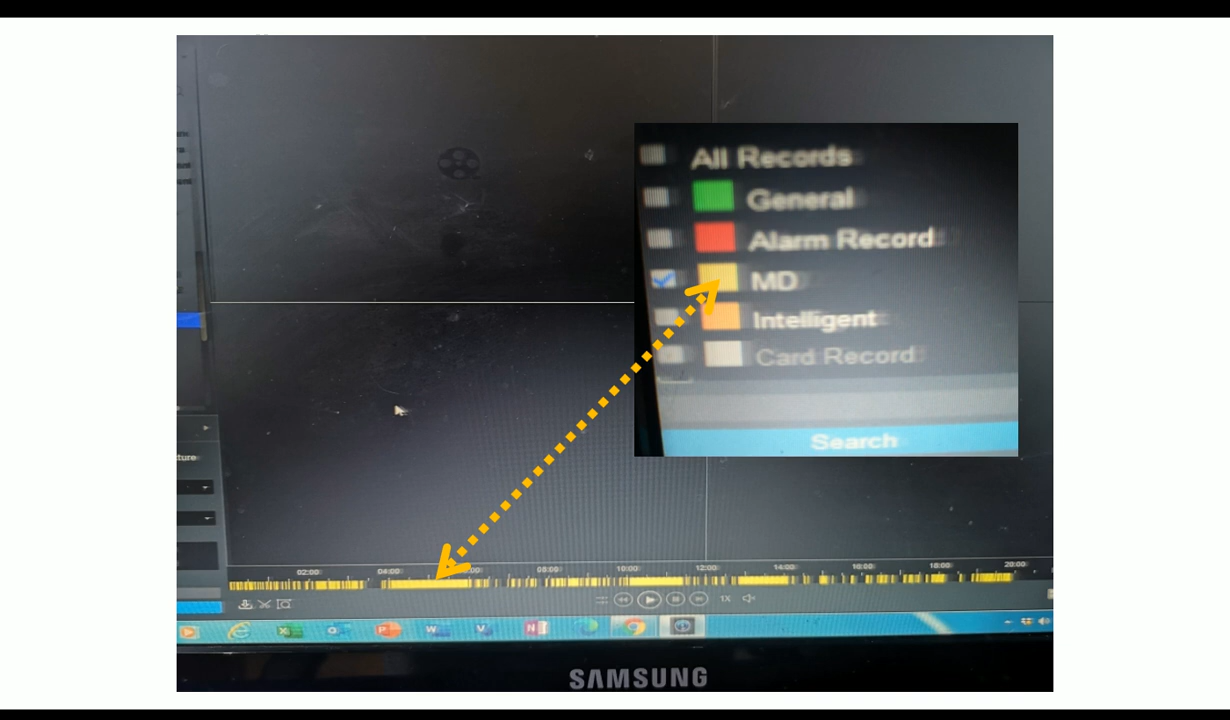 All Records
General
Alarm Record
MD
Intelligent
Card Record
Search
ture
02:00 04:00 08:00 10:00 12:00 14:00 16:00 18:00 20:00
1X
SAMSUNG